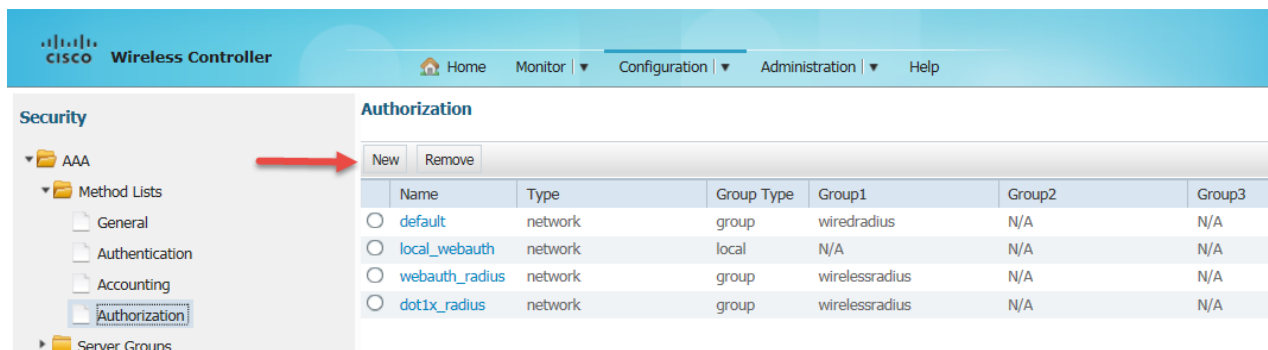 CISCO Wireless Controller
Home Monitor Configuration Administration Help
Security
AAA
Method Lists
General
Authentication
Accounting
Authorization
Server Groups
Authorization
New Remove
Name Type Group Type Group1 Group2 Group3
default network group wiredradius N/A N/A
local_webauth network local N/A N/A N/A
webauth_radius network group wirelessradius N/A N/A
dot1x_radius network group wirelessradius N/A N/A